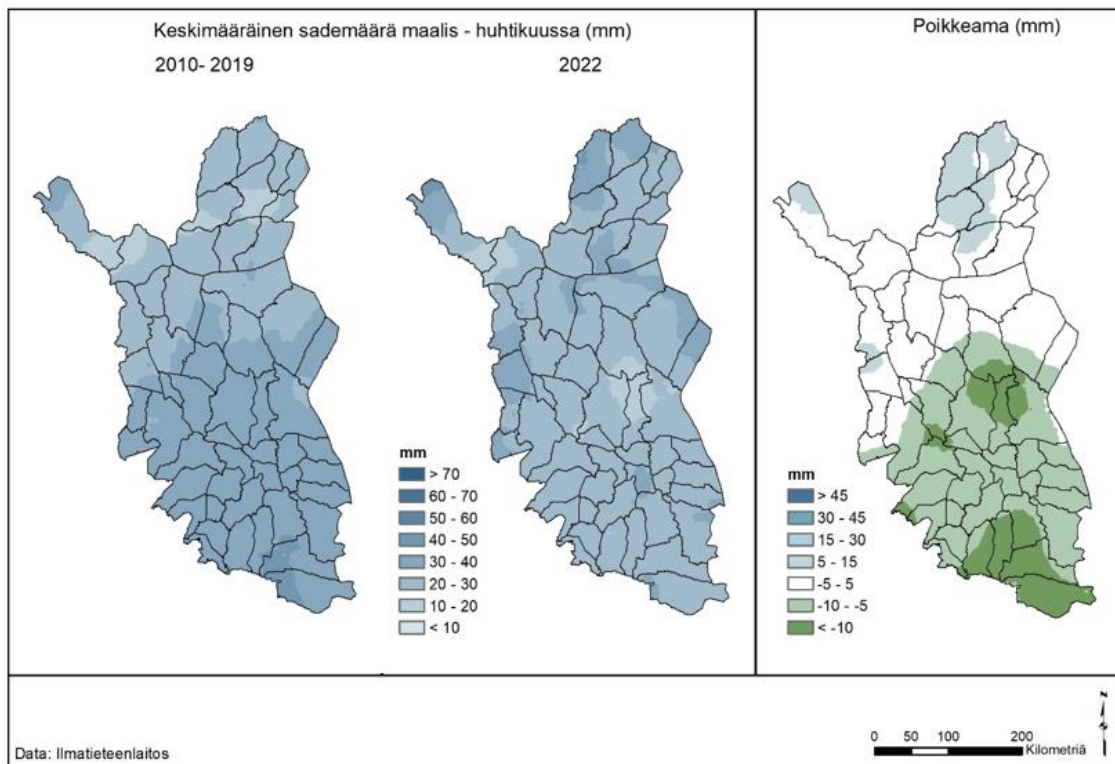 Keskimääräinen sademäärä maalis - huhtikuussa (mm)
2010- 2019
2022
mm
> 70
60 - 70
50 - 60
40 - 50
30 - 40
20 - 30
10 - 20
< 10
Poikkeama (mm)
mm
> 45
30 - 45
15 - 30
5 - 15
-5 - 5
-10 - -5
< -10
Data: Ilmatieteenlaitos
N
0 50 100 200
Kilometriä